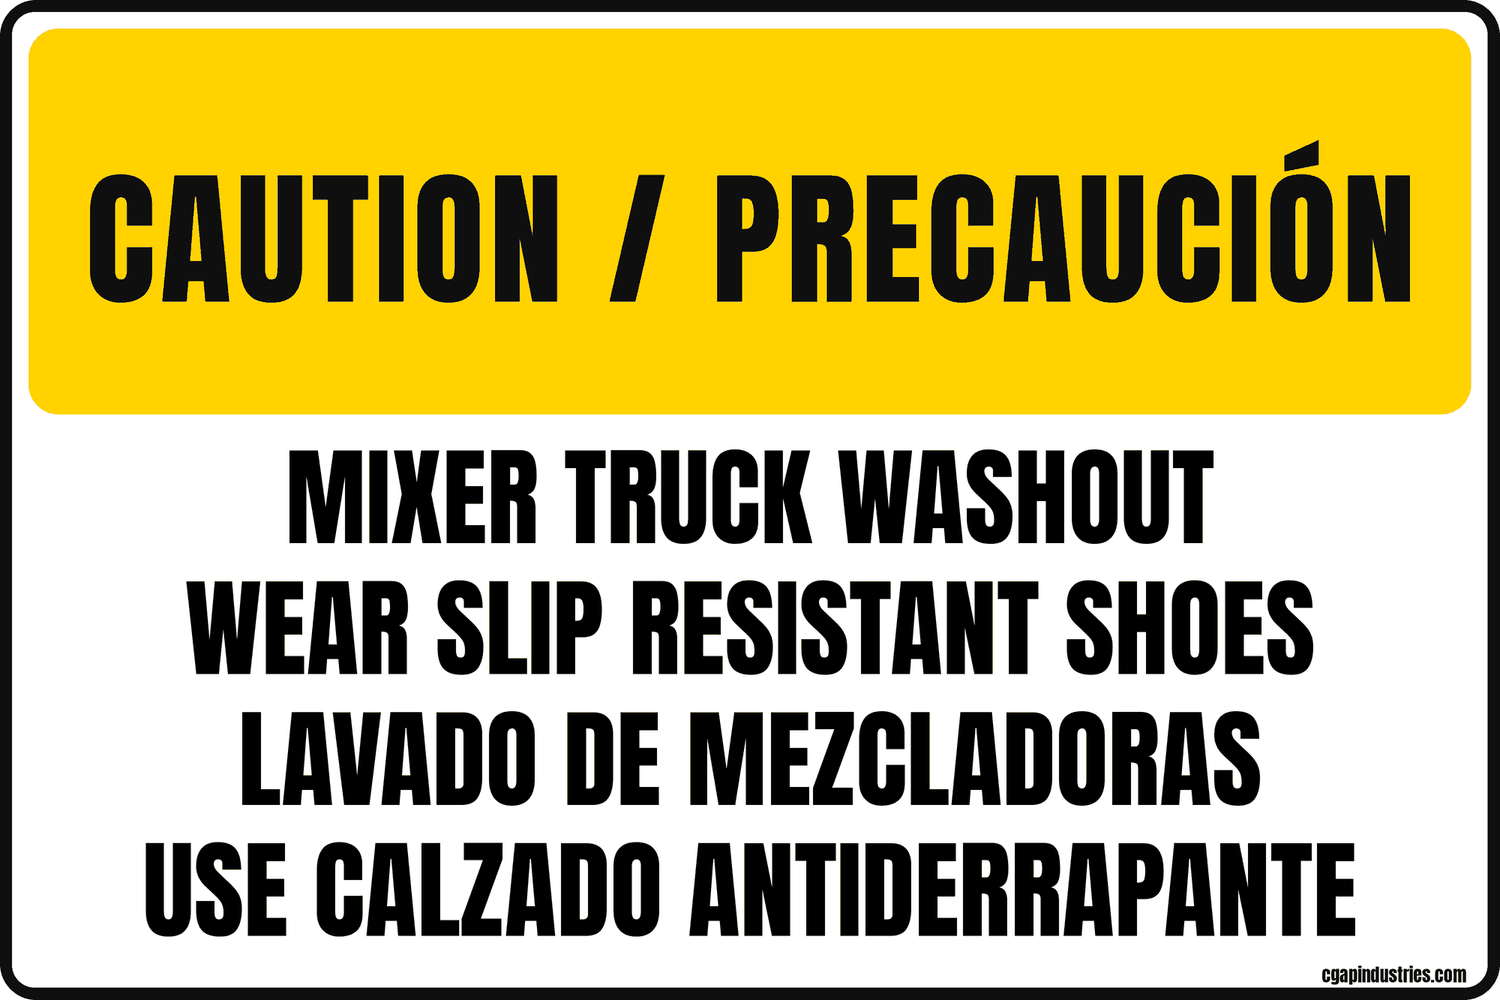 CAUTION / PRECAUCIÓN
MIXER TRUCK WASHOUT
WEAR SLIP RESISTANT SHOES
LAVADO DE MEZCLADORAS
USE CALZADO ANTIDERRAPANTE
cgapindustries.com